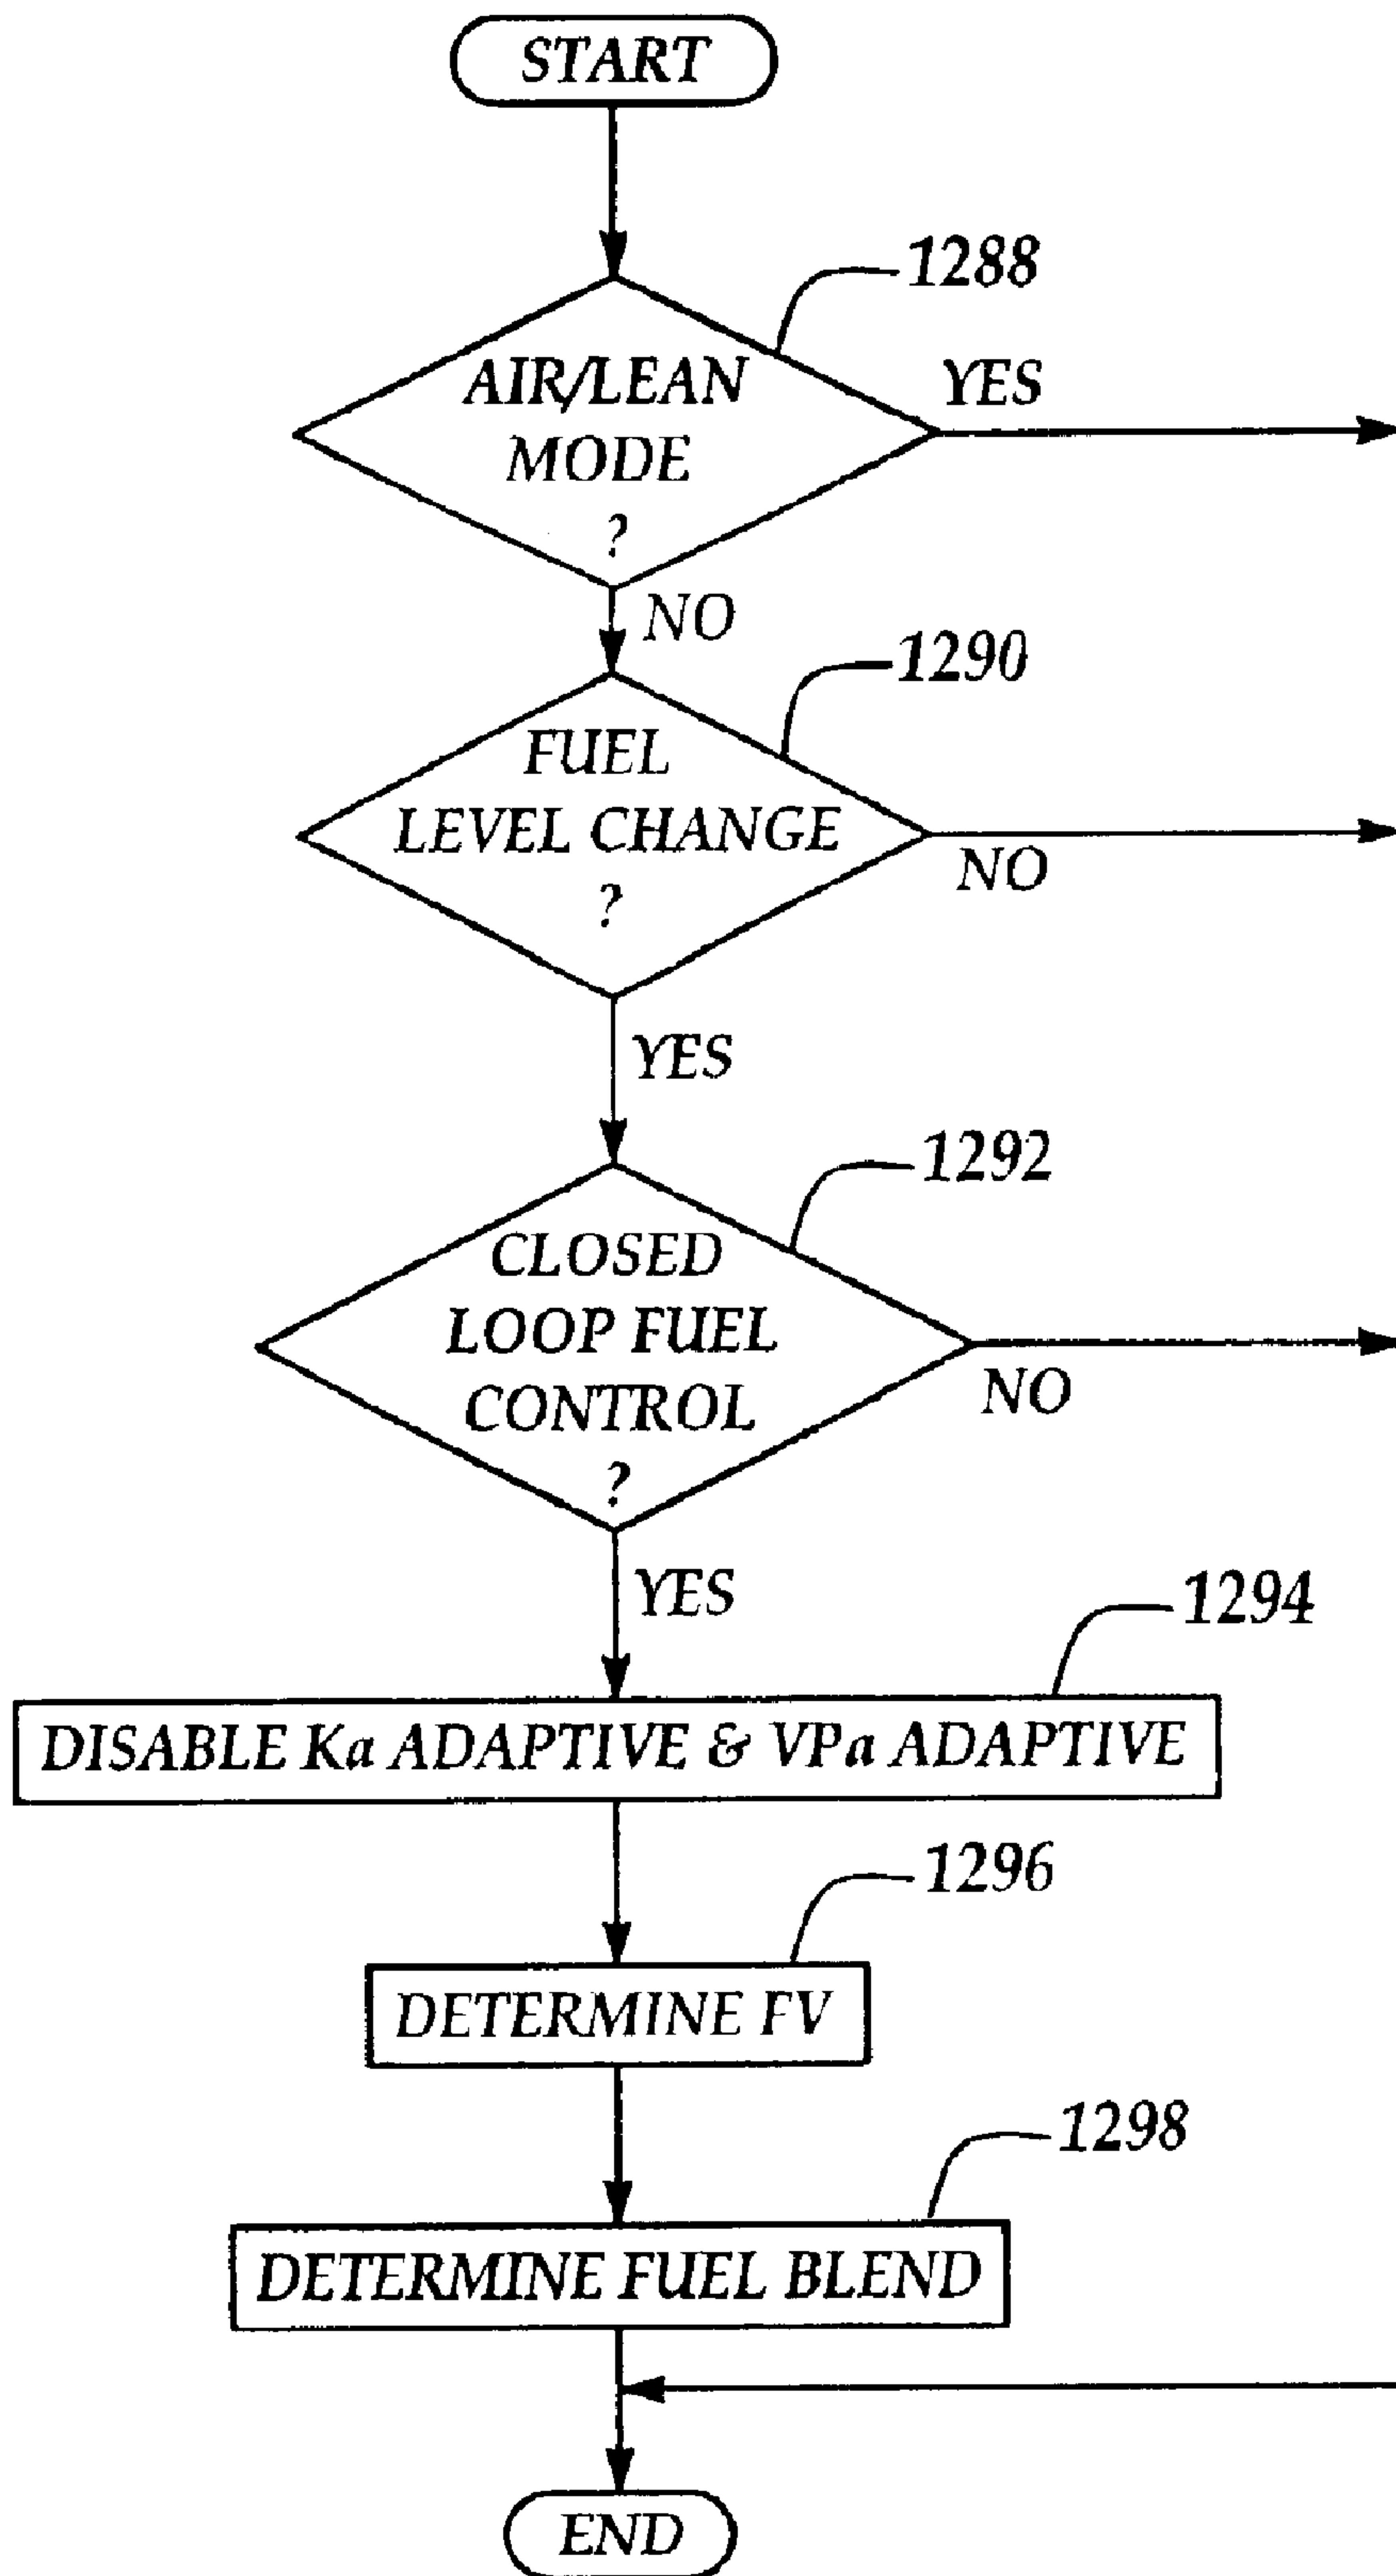 START
1288
AIR/LEAN
YES
MODE
?
NO
1290
FUEL
LEVEL CHANGE
NO
?
YES
1292
CLOSED
LOOP FUEL
NO
CONTROL
?
YES
1294
DISABLE Ka ADAPTIVE & VPa ADAPTIVE
1296
DETERMINE FV
1298
DETERMINE FUEL BLEND
END